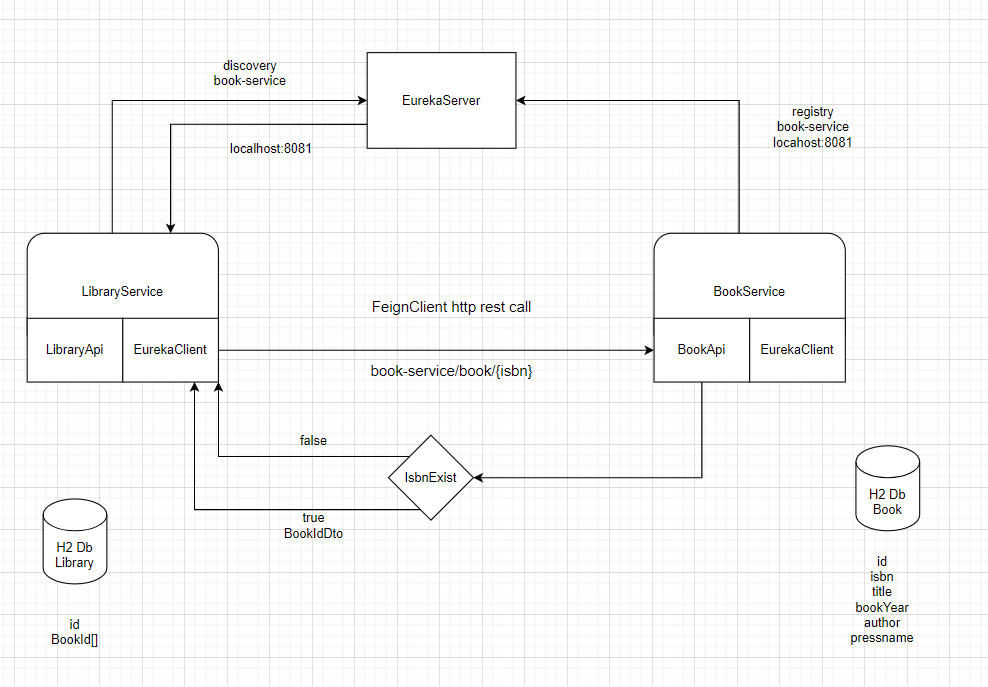 discovery
book-service
EurekaServer
registry
book-service
locahost:8081
localhost:8081
LibraryService
BookService
FeignClient http rest call
LibraryApi
EurekaClient
BookApi
EurekaClient
book-service/book/{isbn}
false
IsbnExist
true
BookIdDto
H2 Db
Book
H2 Db
Library
id
isbn
title
bookYear
author
pressname
id
BookId[]